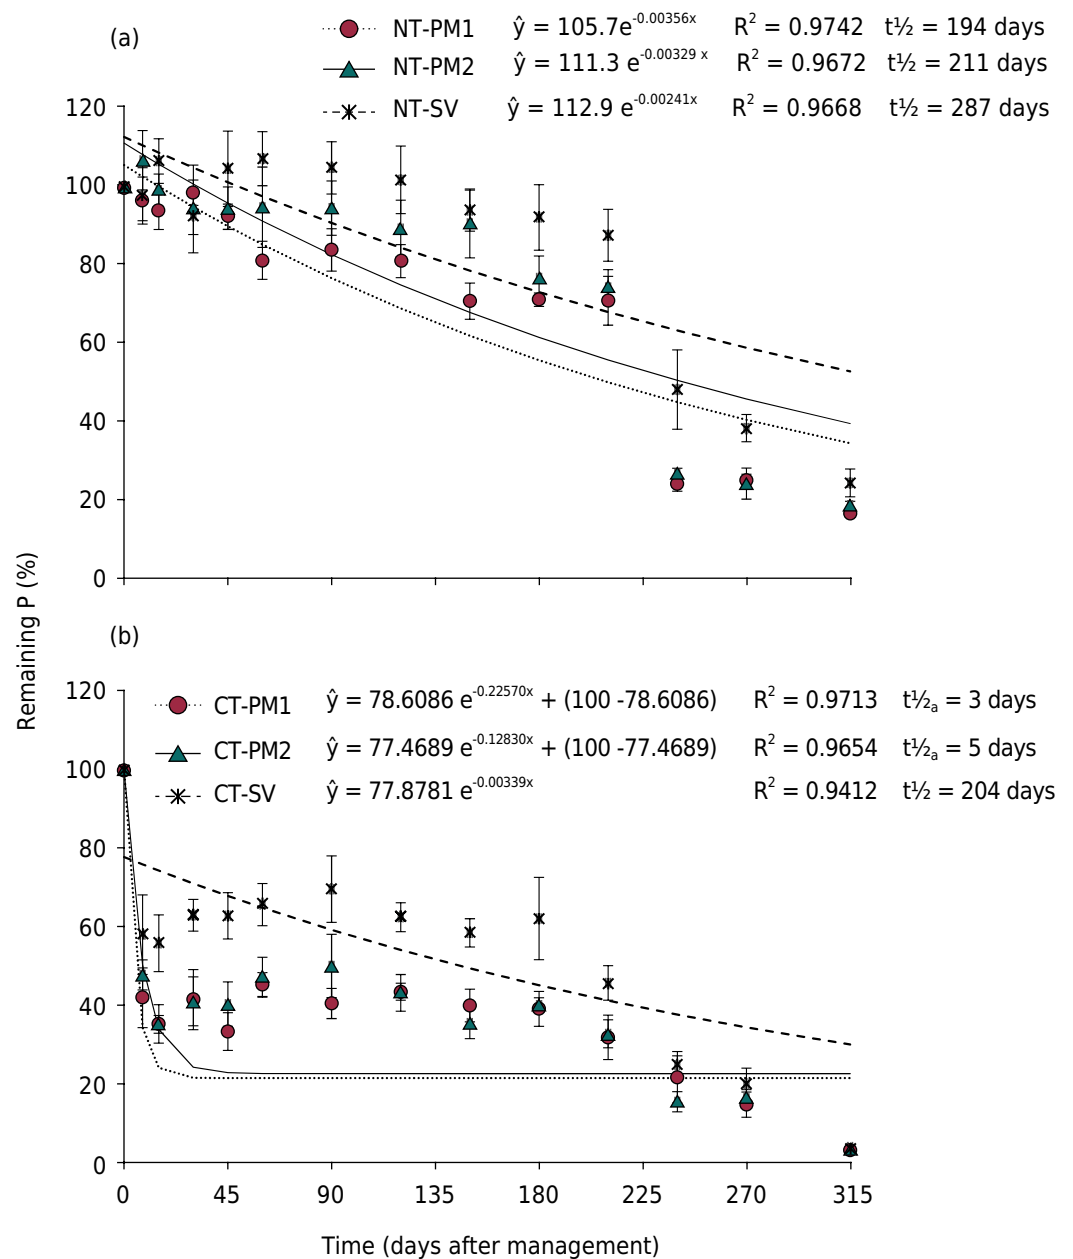 (a)
NT-PM1 ŷ = 105.7e^-0.00356x R² = 0.9742 t½ = 194 days
NT-PM2 ŷ = 111.3 e^-0.00329 x R² = 0.9672 t½ = 211 days
NT-SV ŷ = 112.9 e^-0.00241x R² = 0.9668 t½ = 287 days
120
100
80
60
40
20
0
Remaining P (%)
(b)
CT-PM1 ŷ = 78.6086 e^-0.22570x + (100 -78.6086) R² = 0.9713 t½ₐ = 3 days
CT-PM2 ŷ = 77.4689 e^-0.12830x + (100 -77.4689) R² = 0.9654 t½ₐ = 5 days
CT-SV ŷ = 77.8781 e^-0.00339x R² = 0.9412 t½ = 204 days
120
100
80
60
40
20
0
0 45 90 135 180 225 270 315
Time (days after management)